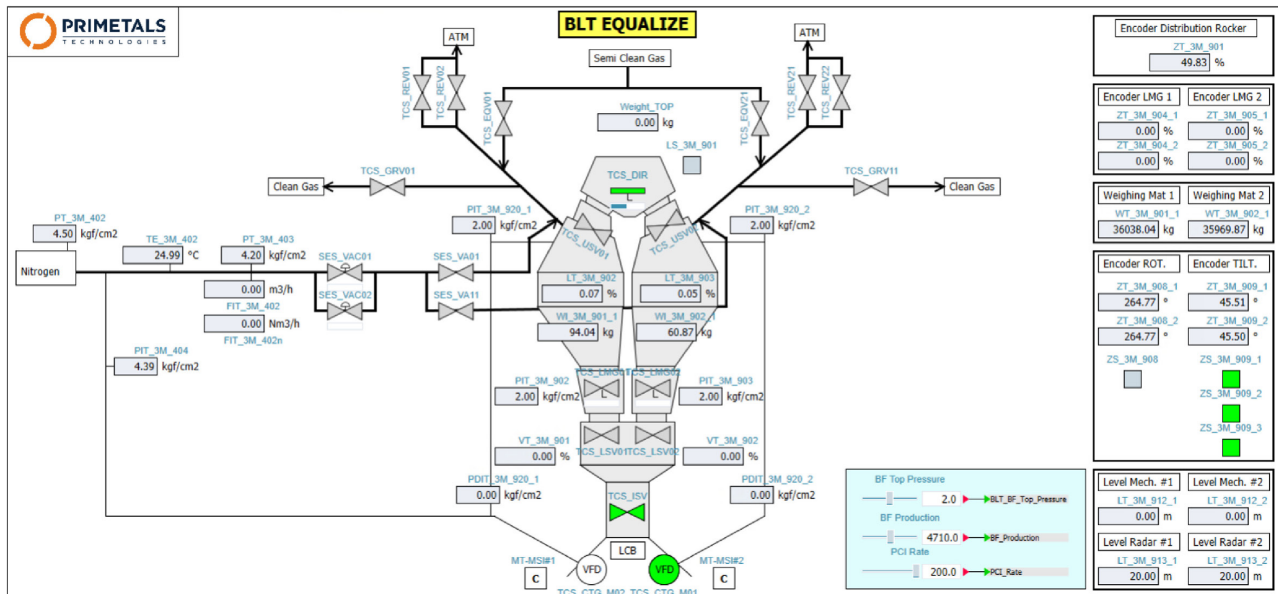 PRIMETALS
TECHNOLOGIES
BLT EQUALIZE
ATM
ATM
Semi Clean Gas
TCS_REV01
TCS_REV02
TCS_EQV01
TCS_EQV21
TCS_REV21
TCS_REV22
Weight_TOP
0.00 kg
LS_3M_901
TCS_DIR
L
TCS_GRV01
TCS_GRV11
Clean Gas
Clean Gas
PT_3M_402
4.50 kgf/cm2
Nitrogen
TE_3M_402
24.99 °C
PT_3M_403
4.20 kgf/cm2
0.00 m3/h
FIT_3M_402
0.00 Nm3/h
FIT_3M_402n
PIT_3M_404
4.39 kgf/cm2
SES_VAC01
SES_VAC02
SES_VA01
SES_VA11
PIT_3M_920_1
2.00 kgf/cm2
PIT_3M_920_2
2.00 kgf/cm2
TCS_USV01
LT_3M_902
0.07 %
LT_3M_903
0.05 %
WI_3M_901_1
94.04 kg
WI_3M_902_1
60.87 kg
L
L
PIT_3M_902
2.00 kgf/cm2
PIT_3M_903
2.00 kgf/cm2
VT_3M_901
0.00 %
VT_3M_902
0.00 %
TCS_LSV01
TCS_LSV02
PDIT_3M_920_1
0.00 kgf/cm2
PDIT_3M_920_2
0.00 kgf/cm2
TCS_ISV
LCB
MT-MSI#1
C
VFD
VFD
MT-MSI#2
C
TCS_CTG_M02
TCS_CTG_M01
BF Top Pressure
2.0
BLT_BF_Top_Pressure
BF Production
4710.0
BF_Production
PCI Rate
200.0
PCI_Rate
Encoder Distribution Rocker
ZT_3M_901
49.83 %
Encoder LMG 1
Encoder LMG 2
ZT_3M_904_1
ZT_3M_905_1
0.00 %
0.00 %
ZT_3M_904_2
ZT_3M_905_2
0.00 %
0.00 %
Weighing Mat 1
Weighing Mat 2
WT_3M_901_1
WT_3M_902_1
36038.04 kg
35969.87 kg
Encoder ROT.
Encoder TILT.
ZT_3M_908_1
ZT_3M_909_1
264.77 °
45.51 °
ZT_3M_908_2
ZT_3M_909_2
264.77 °
45.50 °
ZS_3M_908
ZS_3M_909_1
ZS_3M_909_2
ZS_3M_909_3
Level Mech. #1
Level Mech. #2
LT_3M_912_1
LT_3M_912_2
0.00 m
0.00 m
Level Radar #1
Level Radar #2
LT_3M_913_1
LT_3M_913_2
20.00 m
20.00 m